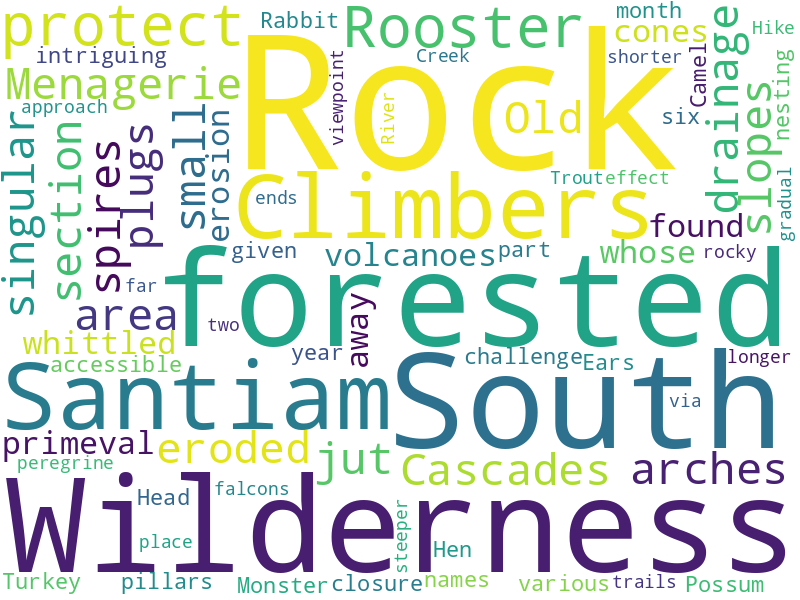 protect
Rabbit
Rooster
month
cones
Hike
intriguing
Creek
shorter
Menagerie
Rock
approach
viewpoint
River
Old
Camel
six
drainage
slopes
nesting
singular
section
spires
plugs
small
erosion
ends
Climbers
Trout
effect
gradual
found
given
volcanoes
part
whose
rocky
far
forested
area
two
away
whittled
year
challenge
Ears
longer
accessible
Santiam
South
via
primeval
eroded
jut
Cascades
arches
peregrine
Wilderness
Head
falcons
place
steeper
Hen
Turkey
pillars
Monster
closure
names
various
trails
Possum